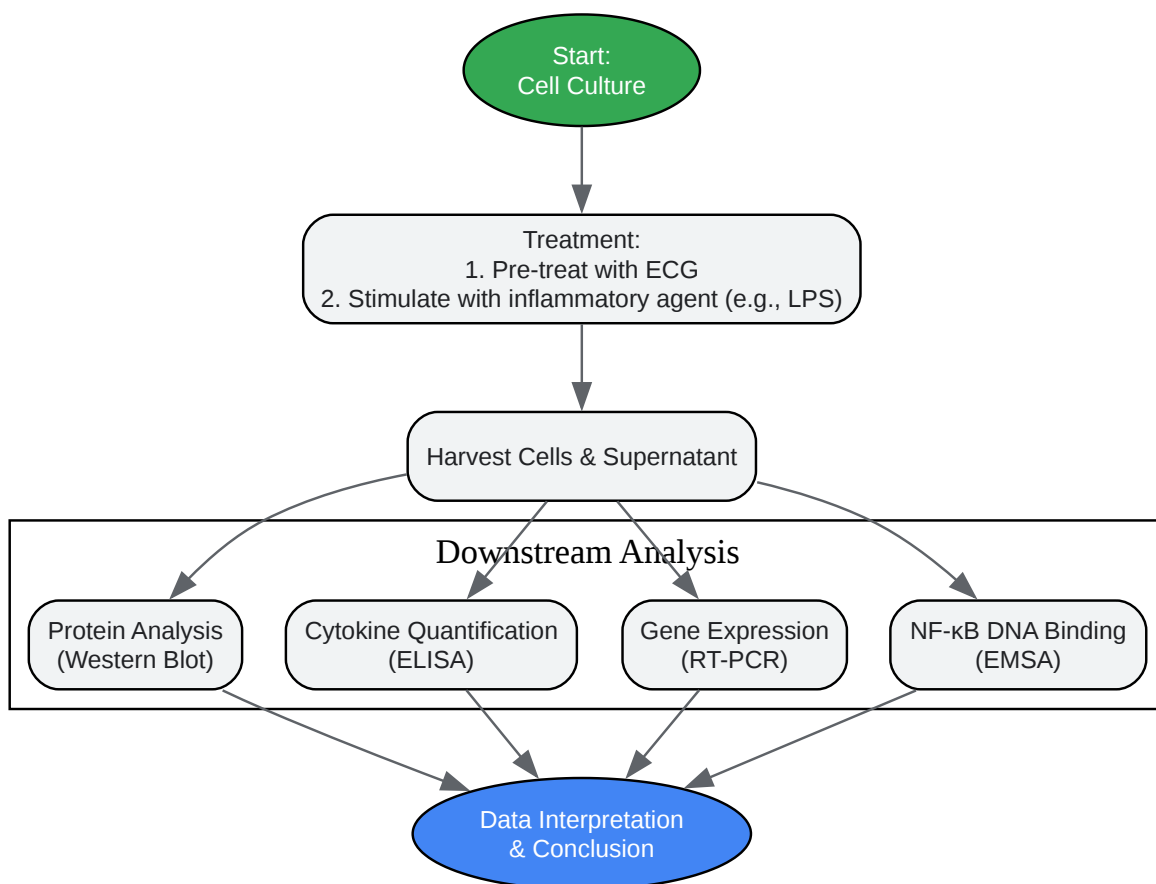 Start:
Cell Culture
Treatment:
1. Pre-treat with ECG
2. Stimulate with inflammatory agent (e.g., LPS)
Harvest Cells & Supernatant
Downstream Analysis
Protein Analysis
(Western Blot)
Cytokine Quantification
(ELISA)
Gene Expression
(RT-PCR)
NF-κB DNA Binding
(EMSA)
Data Interpretation
& Conclusion